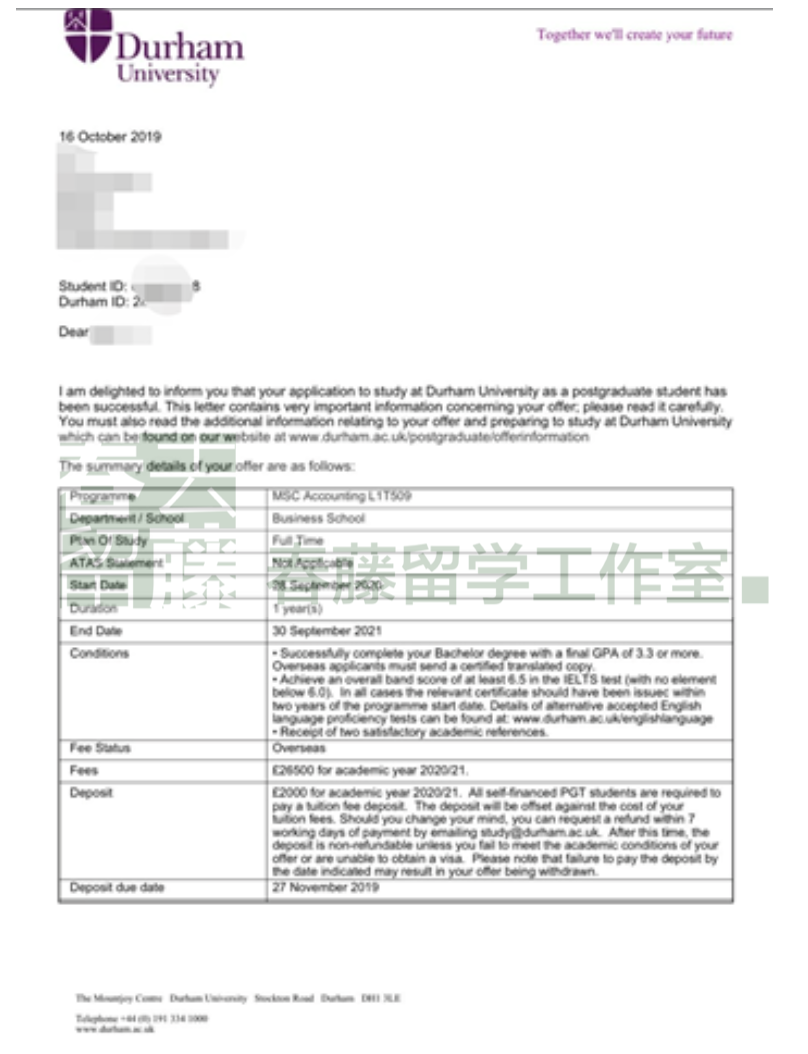 Durham
University
Together we'll create your future
16 October 2019
Student ID: 8
Durham ID: 2
Dear
I am delighted to inform you that your application to study at Durham University as a postgraduate student has
been successful. This letter contains very important information concerning your offer; please read it carefully.
You must also read the additional information relating to your offer and preparing to study at Durham University
which can be found on our website at www.durham.ac.uk/postgraduate/offerinformation
The summary details of your offer are as follows:
Programme MSC Accounting L1T509
Department / School Business School
Plan Of Study Full Time
ATAS Statement Not Applicable
Start Date 28 September 2020
Duration 1 year(s)
End Date 30 September 2021
Conditions • Successfully complete your Bachelor degree with a final GPA of 3.3 or more.
Overseas applicants must send a certified translated copy.
• Achieve an overall band score of at least 6.5 in the IELTS test (with no element
below 6.0). In all cases the relevant certificate should have been issued within
two years of the programme start date. Details of alternative accepted English
language proficiency tests can be found at: www.durham.ac.uk/englishlanguage
• Receipt of two satisfactory academic references.
Fee Status Overseas
Fees £26500 for academic year 2020/21.
Deposit £2000 for academic year 2020/21. All self-financed PGT students are required to
pay a tuition fee deposit. The deposit will be offset against the cost of your
tuition fees. Should you change your mind, you can request a refund within 7
working days of payment by emailing study@durham.ac.uk. After this time, the
deposit is non-refundable unless you fail to meet the academic conditions of your
offer or are unable to obtain a visa. Please note that failure to pay the deposit by
the date indicated may result in your offer being withdrawn.
Deposit due date 27 November 2019
春藤留学工作室
The Mountjoy Centre Durham University Stockton Road Durham DH1 3LE
Telephone +44 (0) 191 334 1000
www.durham.ac.uk